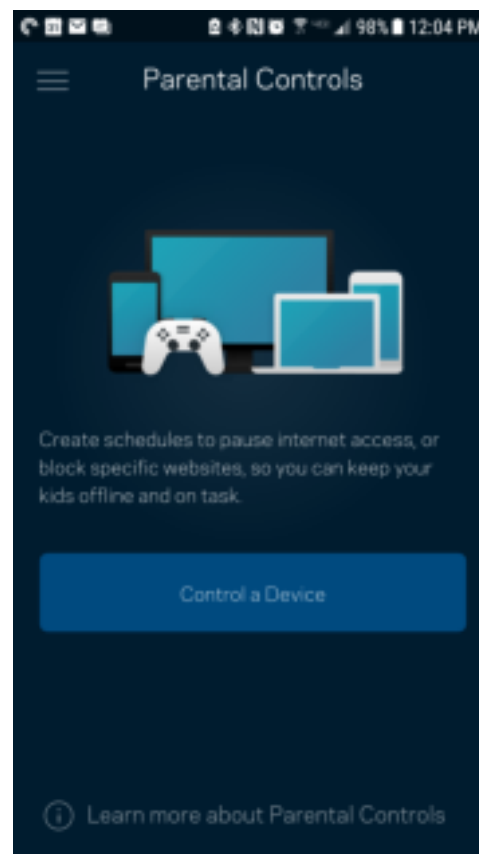 31 98% 12:04 PM
Parental Controls
Create schedules to pause internet access, or
block specific websites, so you can keep your
kids offline and on task.
Control a Device
Learn more about Parental Controls